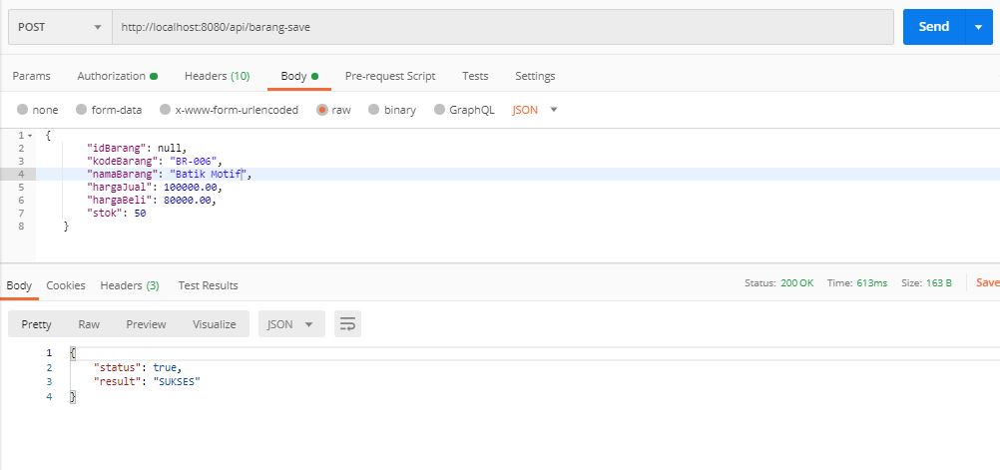 POST http://localhost:8080/api/barang-save Send
Params Authorization Headers (10) Body Pre-request Script Tests Settings
none form-data x-www-form-urlencoded raw binary GraphQL JSON
1 {
2 "idBarang": null,
3 "kodeBarang": "BR-006",
4 "namaBarang": "Batik Motif",
5 "hargaJual": 100000.00,
6 "hargaBeli": 80000.00,
7 "stok": 50
8 }
Body Cookies Headers (3) Test Results Status: 200 OK Time: 613ms Size: 163 B Save
Pretty Raw Preview Visualize JSON
1 {
2 "status": true,
3 "result": "SUKSES"
4 }